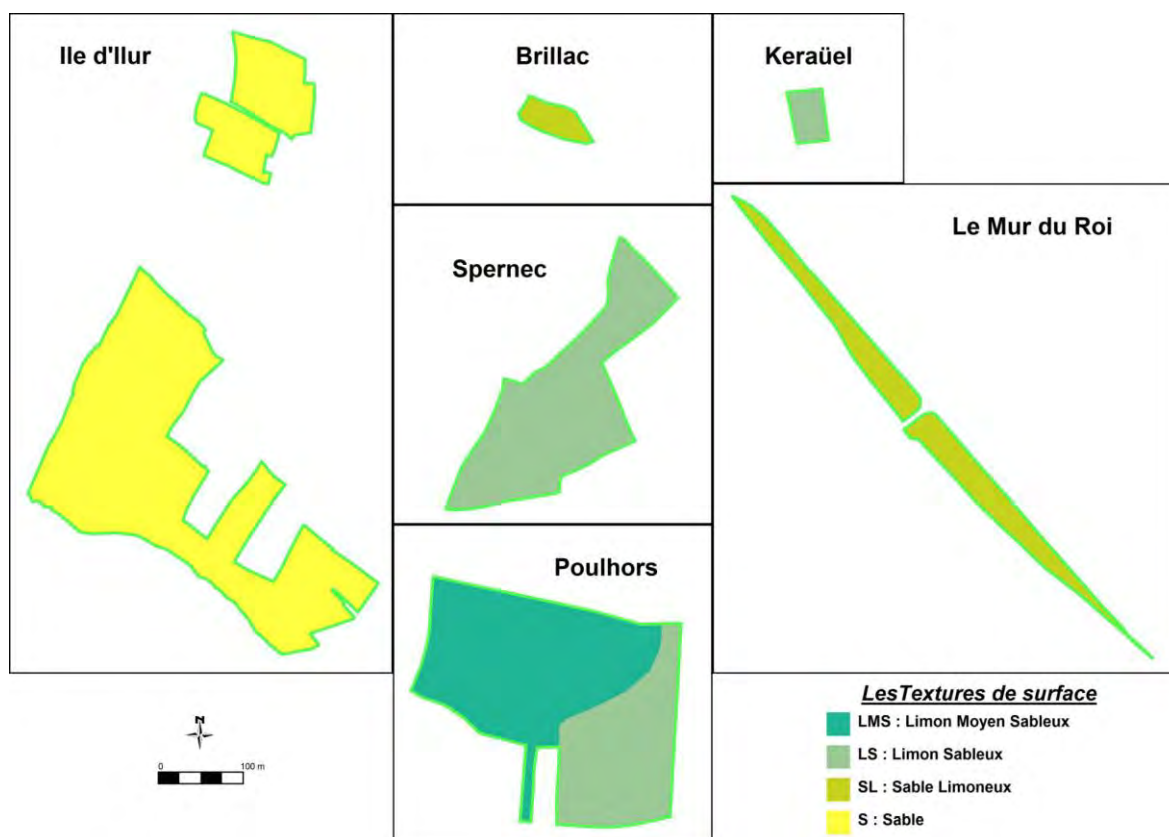 Ile d'Ilur
Brillac
Keraüel
Le Mur du Roi
Spernec
Poulhors
N
0 100 m
LesTextures de surface
LMS : Limon Moyen Sableux
LS : Limon Sableux
SL : Sable Limoneux
S : Sable